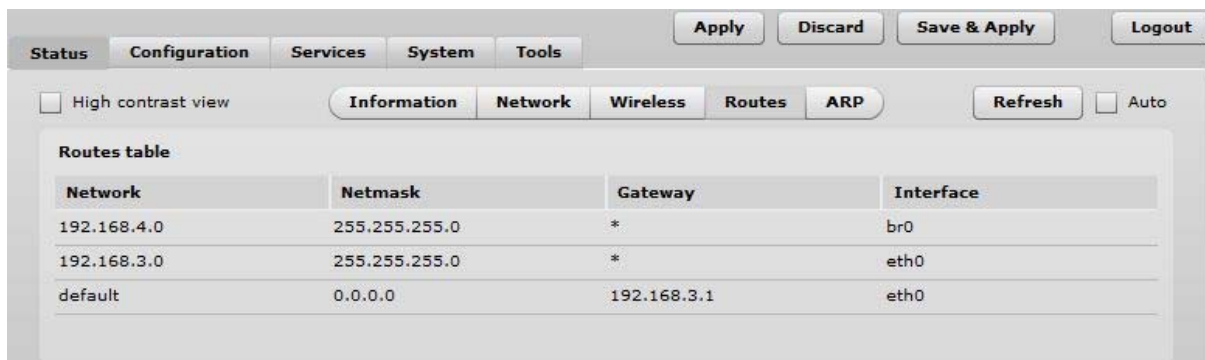 Apply Discard Save & Apply Logout
Status Configuration Services System Tools
High contrast view Information Network Wireless Routes ARP Refresh Auto
Routes table
Network Netmask Gateway Interface
192.168.4.0 255.255.255.0 * br0
192.168.3.0 255.255.255.0 * eth0
default 0.0.0.0 192.168.3.1 eth0